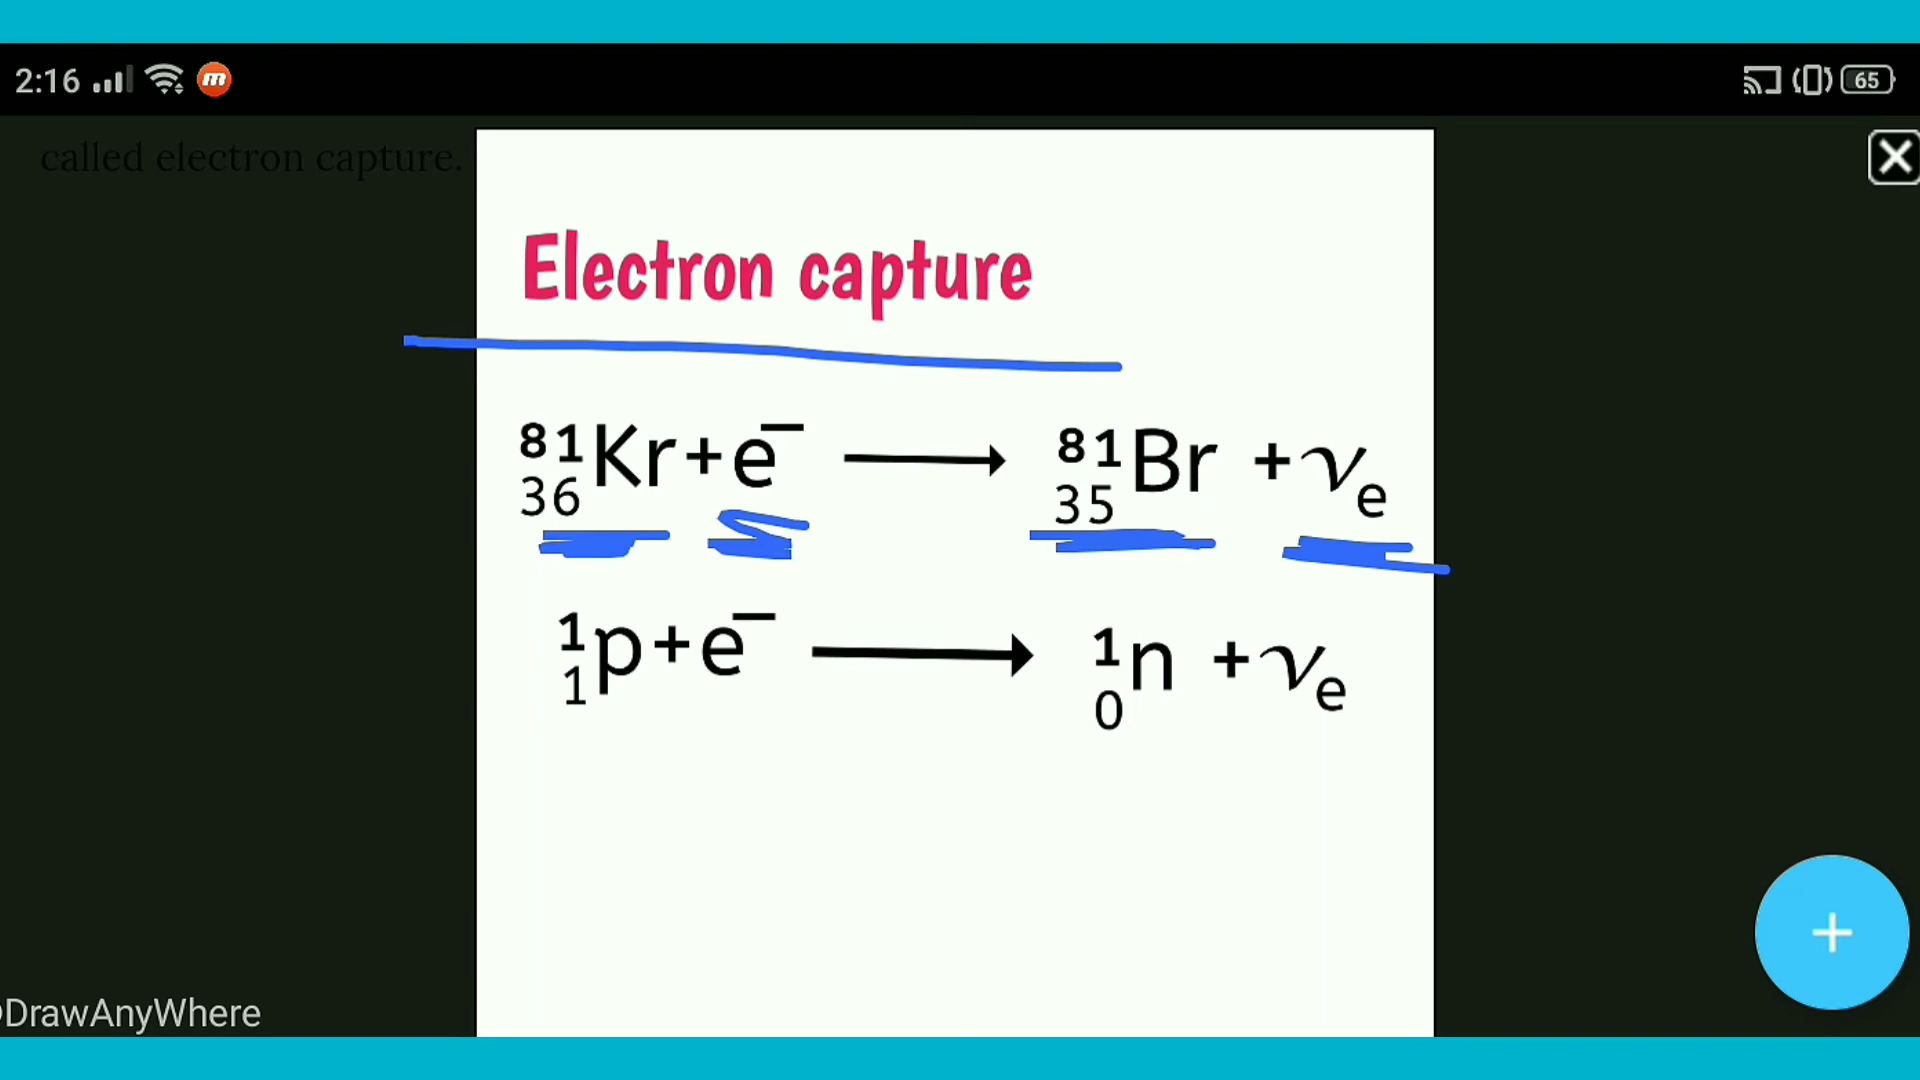 2:16 m 65
called electron capture.
Electron capture
⁸¹₃₆Kr+e⁻ ⟶ ⁸¹₃₅Br +νₑ
¹₁p+e⁻ ⟶ ¹₀n +νₑ
DrawAnyWhere